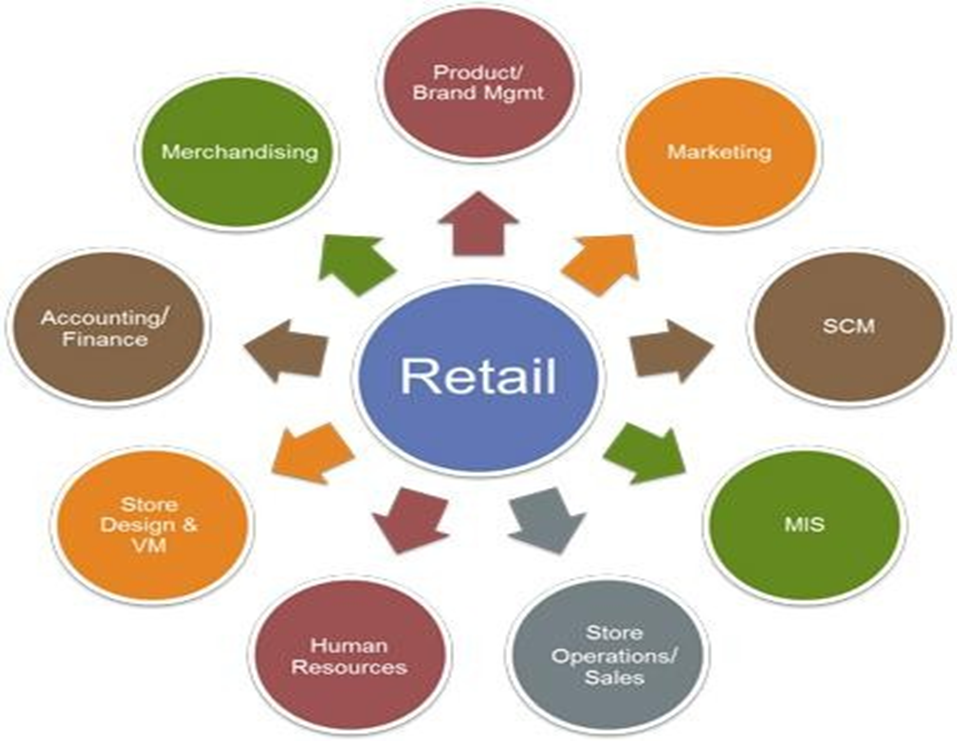 Product/
Brand Mgmt
Marketing
SCM
MIS
Store
Operations/
Sales
Human
Resources
Store
Design &
VM
Accounting/
Finance
Merchandising
Retail